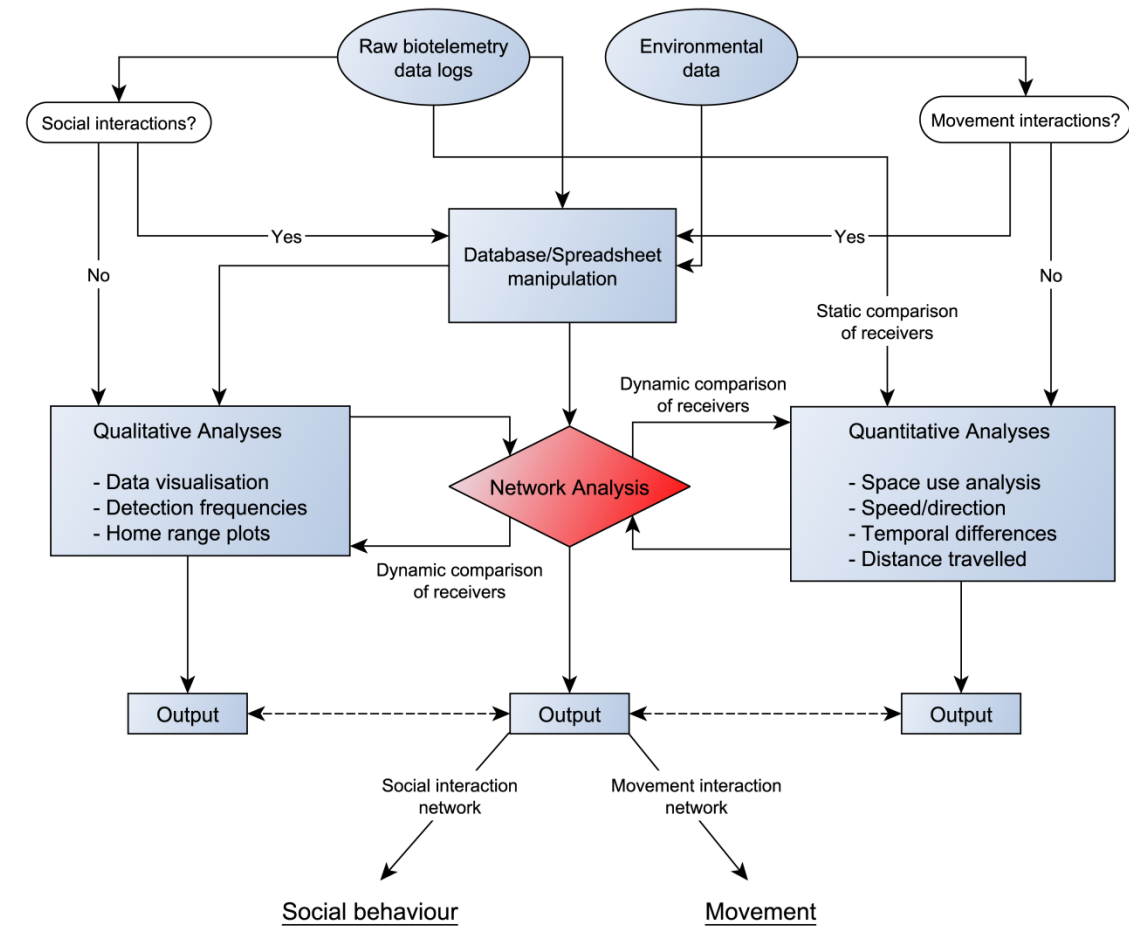 Raw biotelemetry
data logs
Environmental
data
Social interactions?
Movement interactions?
Yes
Yes
Database/Spreadsheet
manipulation
No
No
Static comparison
of receivers
Dynamic comparison
of receivers
Qualitative Analyses
- Data visualisation
- Detection frequencies
- Home range plots
Network Analysis
Quantitative Analyses
- Space use analysis
- Speed/direction
- Temporal differences
- Distance travelled
Dynamic comparison
of receivers
Output
Output
Output
Social interaction
network
Movement interaction
network
Social behaviour
Movement